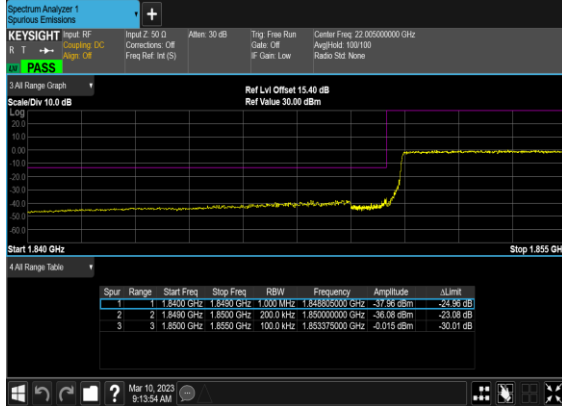 Spectrum Analyzer 1
Spurious Emissions
+
KEYSIGHT Input: RF Input Z: 50 Ω Atten: 30 dB Trig: Free Run Center Freq: 22.005000000 GHz
R T Coupling: DC Corrections: Off Gate: Off Avg|Hold: 100/100
Align: Off Freq Ref: Int (S) IF Gain: Low Radio Std: None
PASS
3 All Range Graph
Ref Lvl Offset 15.40 dB
Scale/Div 10.0 dB Ref Value 30.00 dBm
Log
20.0
10.0
0.00
-10.0
-20.0
-30.0
-40.0
-50.0
-60.0
Start 1.840 GHz Stop 1.855 GH
4 All Range Table
Spur Range Start Freq Stop Freq RBW Frequency Amplitude ΔLimit
1 1 1.8400 GHz 1.8490 GHz 1.000 MHz 1.848805000 GHz -37.96 dBm -24.96 dB
2 2 1.8490 GHz 1.8500 GHz 200.0 kHz 1.850000000 GHz -36.08 dBm -23.08 dB
3 3 1.8500 GHz 1.8550 GHz 100.0 kHz 1.853375000 GHz -0.015 dBm -30.01 dB
?
Mar 10, 2023
9:13:54 AM